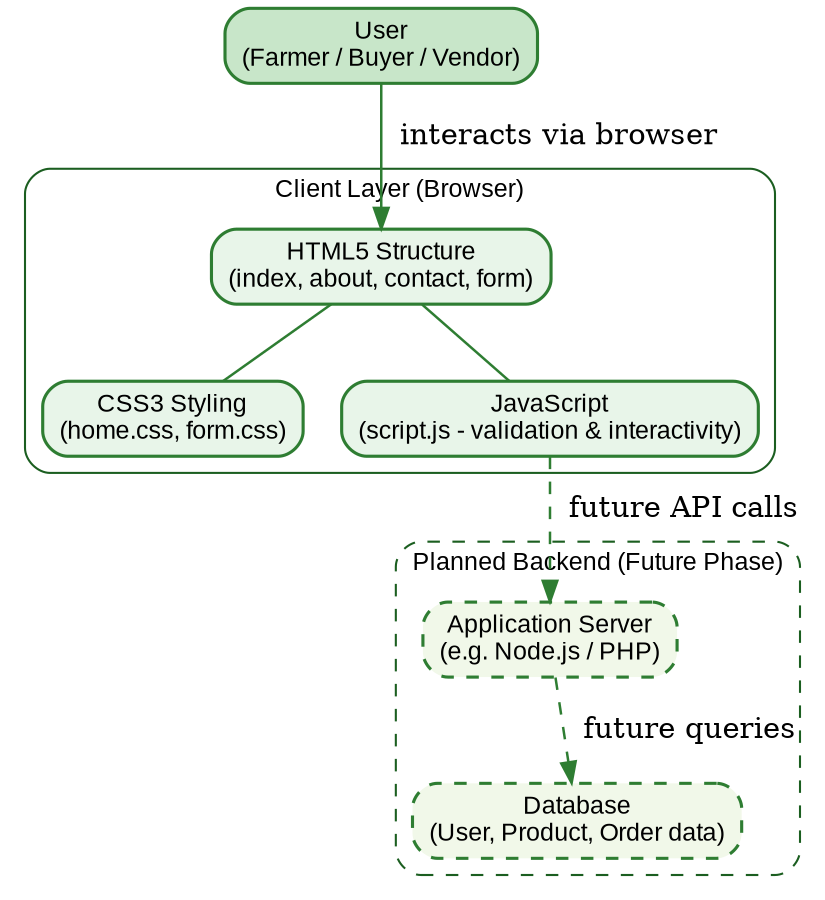 User
(Farmer / Buyer / Vendor)
interacts via browser
Client Layer (Browser)
HTML5 Structure
(index, about, contact, form)
CSS3 Styling
(home.css, form.css)
JavaScript
(script.js - validation & interactivity)
future API calls
Planned Backend (Future Phase)
Application Server
(e.g. Node.js / PHP)
future queries
Database
(User, Product, Order data)